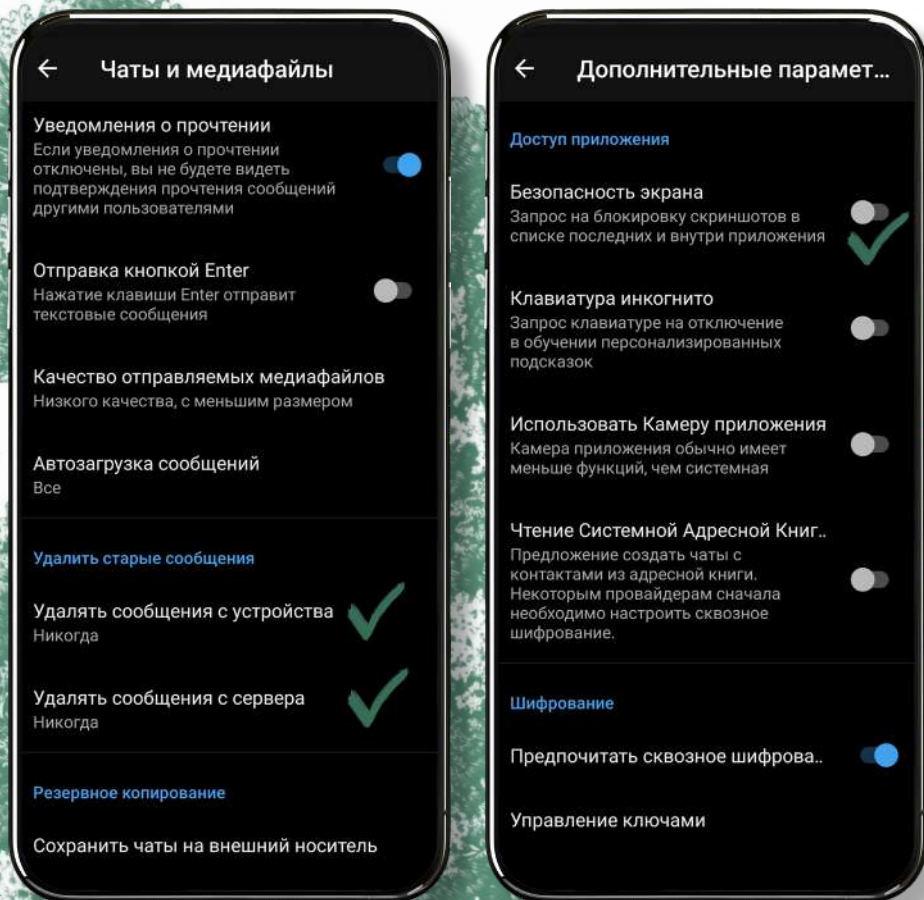 Чаты и медиафайлы
Уведомления о прочтении
Если уведомления о прочтении
отключены, вы не будете видеть
подтверждения прочтения сообщений
другими пользователями
Отправка кнопкой Enter
Нажатие клавиши Enter отправит
текстовые сообщения
Качество отправляемых медиафайлов
Низкого качества, с меньшим размером
Автозагрузка сообщений
Все
Удалить старые сообщения
Удалять сообщения с устройства
Никогда
Удалять сообщения с сервера
Никогда
Резервное копирование
Сохранить чаты на внешний носитель
Дополнительные парамет...
Доступ приложения
Безопасность экрана
Запрос на блокировку скриншотов в
списке последних и внутри приложения
Клавиатура инкогнито
Запрос клавиатуре на отключение
в обучении персонализированных
подсказок
Использовать Камеру приложения
Камера приложения обычно имеет
меньше функций, чем системная
Чтение Системной Адресной Книг..
Предложение создать чаты с
контактами из адресной книги.
Некоторым провайдерам сначала
необходимо настроить сквозное
шифрование.
Шифрование
Предпочитать сквозное шифрова..
Управление ключами